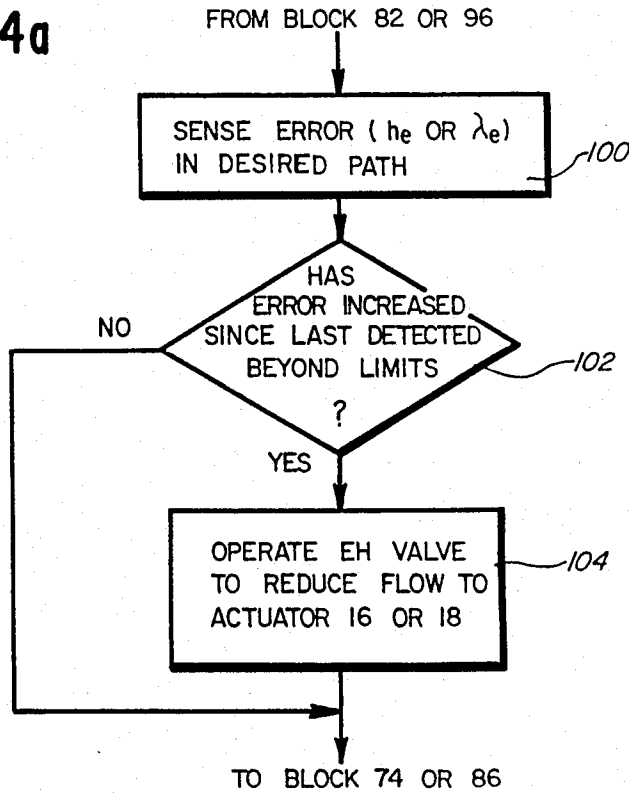 4a
FROM BLOCK 82 OR 96
SENSE ERROR (he OR λe)
IN DESIRED PATH
100
HAS
ERROR INCREASED
SINCE LAST DETECTED
BEYOND LIMITS
?
102
NO
YES
OPERATE EH VALVE
TO REDUCE FLOW TO
ACTUATOR 16 OR 18
104
TO BLOCK 74 OR 86